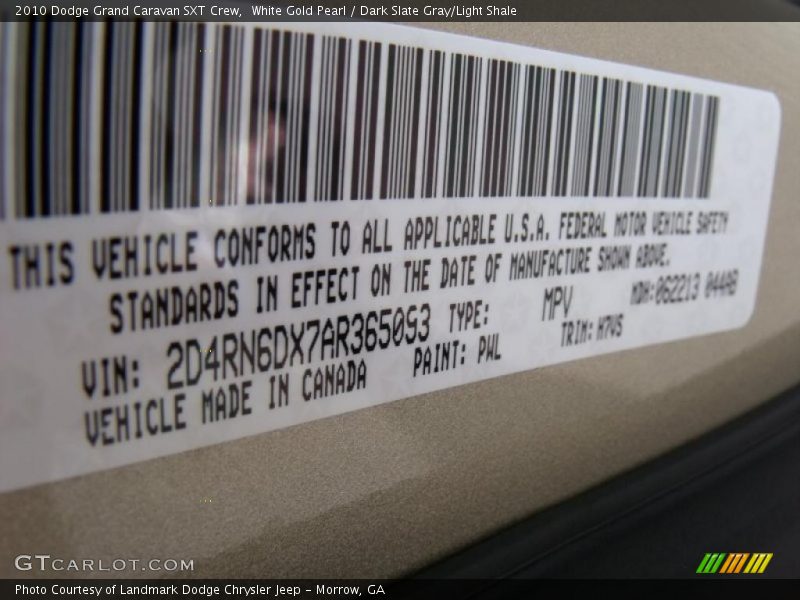 2010 Dodge Grand Caravan SXT Crew, White Gold Pearl / Dark Slate Gray/Light Shale
THIS VEHICLE CONFORMS TO ALL APPLICABLE U.S.A. FEDERAL MOTOR VEHICLE SAFETY
STANDARDS IN EFFECT ON THE DATE OF MANUFACTURE SHOWN ABOVE.
VIN: 2D4RN6DX7AR365093 TYPE: MPV MDH:062213 044AB
VEHICLE MADE IN CANADA PAINT: PWL TRIM: H7VS
GTCARLOT.COM
Photo Courtesy of Landmark Dodge Chrysler Jeep - Morrow, GA